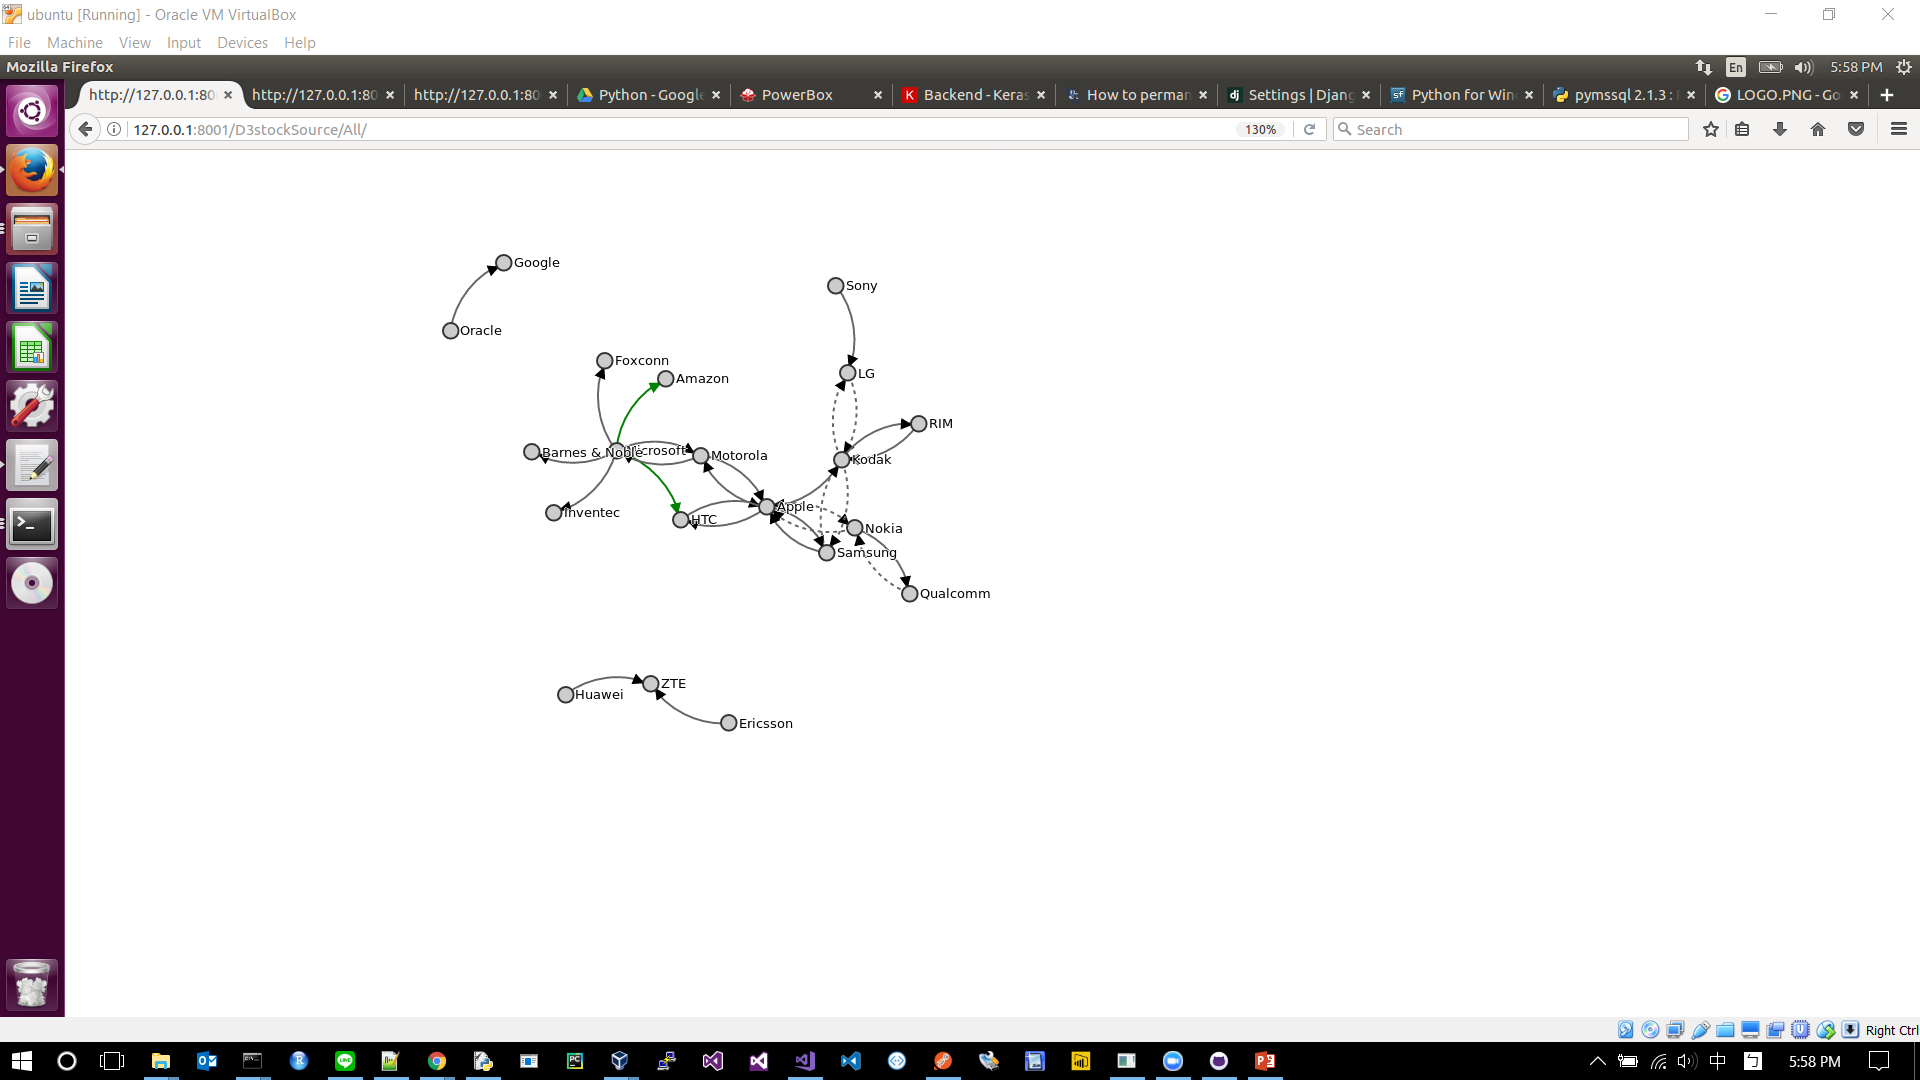 ubuntu [Running] - Oracle VM VirtualBox
File Machine View Input Devices Help
Mozilla Firefox
En
5:58 PM
http://127.0.0.1:80
http://127.0.0.1:80
http://127.0.0.1:80
Python - Google
PowerBox
Backend - Keras
How to perman
Settings | Djang
Python for Win
pymssql 2.1.3 :
LOGO.PNG - Go
127.0.0.1:8001/D3stockSource/All/
130%
Search
Google
Sony
Oracle
Foxconn
LG
Amazon
RIM
Barnes & Noble
Microsoft
Motorola
Kodak
Inventec
HTC
Apple
Nokia
Samsung
Qualcomm
ZTE
Huawei
Ericsson
Right Ctrl
中
5:58 PM